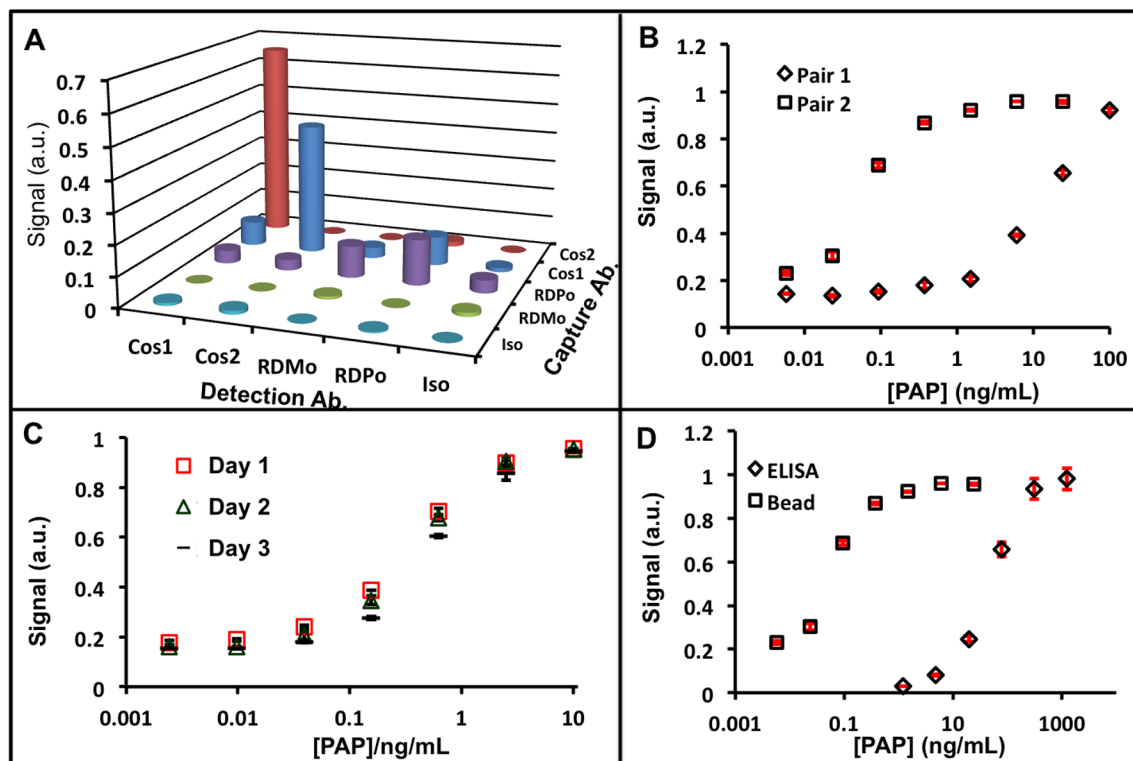 A
Signal (a.u.)
0.7
0.6
0.5
0.4
0.3
0.2
0.1
0
Cos1
Cos2
RDMo
RDPo
Iso
Detection Ab.
Cos2
Cos1
RDPo
RDMo
Iso
Capture Ab.
B
Signal (a.u.)
1.2
1
0.8
0.6
0.4
0.2
0
Pair 1
Pair 2
0.001 0.01 0.1 1 10 100
[PAP] (ng/mL)
C
Signal (a.u.)
1
0.8
0.6
0.4
0.2
0
Day 1
Day 2
Day 3
0.001 0.01 0.1 1 10
[PAP]/ng/mL
D
Signal (a.u.)
1.2
1
0.8
0.6
0.4
0.2
0
ELISA
Bead
0.001 0.1 10 1000
[PAP] (ng/mL)